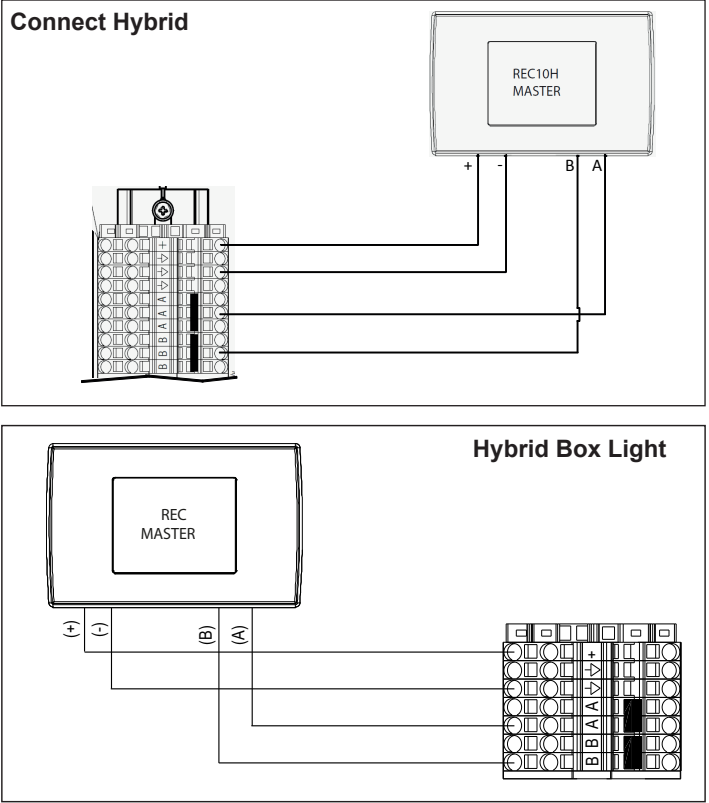 Connect Hybrid
REC10H
MASTER
+ - B A
+
A
A
A
B
B
B
Hybrid Box Light
REC
MASTER
(+) (-) (B) (A)
+
A
A
B
B